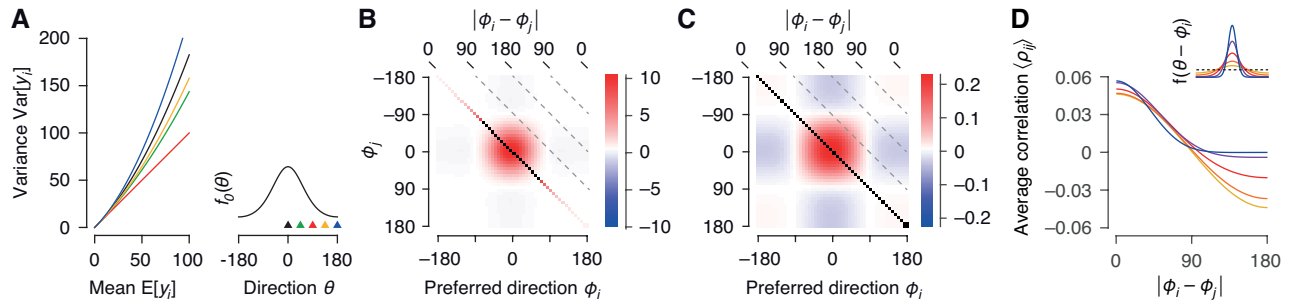 A
Variance Var[yᵢ]
200
150
100
50
0
0 50 100
Mean E[yᵢ]
f₀(θ)
-180 0 180
Direction θ
B
|ϕᵢ − ϕⱼ|
0 90 180 90 0
ϕⱼ
−180
−90
0
90
180
−180 0 180
Preferred direction ϕᵢ
10
5
0
−5
−10
C
|ϕᵢ − ϕⱼ|
0 90 180 90 0
−180
−90
0
90
180
−180 0 180
Preferred direction ϕᵢ
0.2
0.1
0
−0.1
−0.2
D
Average correlation ⟨ρᵢⱼ⟩
f(θ − ϕᵢ)
0.06
0.03
0
−0.03
−0.06
0 90 180
|ϕᵢ − ϕⱼ|